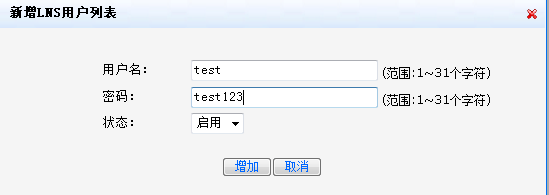 新增LNS用户列表
用户名： test (范围:1~31个字符)
密码： test123 (范围:1~31个字符)
状态： 启用
增加 取消